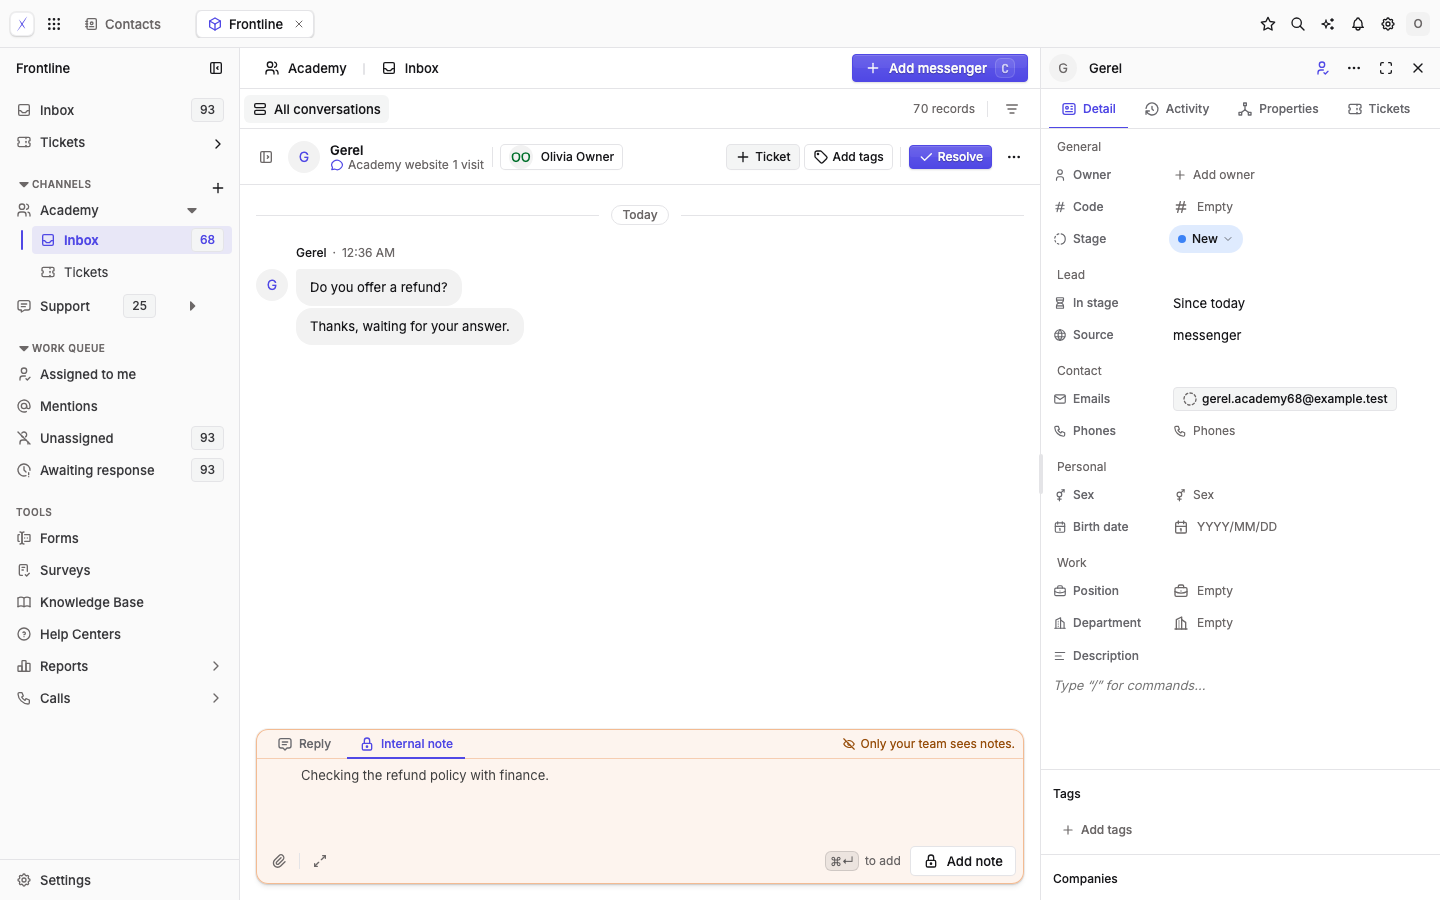 Contacts
Frontline
O
Frontline
Inbox 93
Tickets
CHANNELS
Academy
Inbox 68
Tickets
Support 25
WORK QUEUE
Assigned to me
Mentions
Unassigned 93
Awaiting response 93
TOOLS
Forms
Surveys
Knowledge Base
Help Centers
Reports
Calls
Settings
Academy
Inbox
Add messenger C
All conversations
70 records
G
Gerel
Academy website 1 visit
OO Olivia Owner
Ticket
Add tags
Resolve
Today
Gerel · 12:36 AM
G
Do you offer a refund?
Thanks, waiting for your answer.
Reply
Internal note
Only your team sees notes.
Checking the refund policy with finance.
⌘↵ to add
Add note
G Gerel
Detail
Activity
Properties
Tickets
General
Owner Add owner
Code Empty
Stage New
Lead
In stage Since today
Source messenger
Contact
Emails gerel.academy68@example.test
Phones Phones
Personal
Sex Sex
Birth date YYYY/MM/DD
Work
Position Empty
Department Empty
Description
Type “/” for commands...
Tags
Add tags
Companies